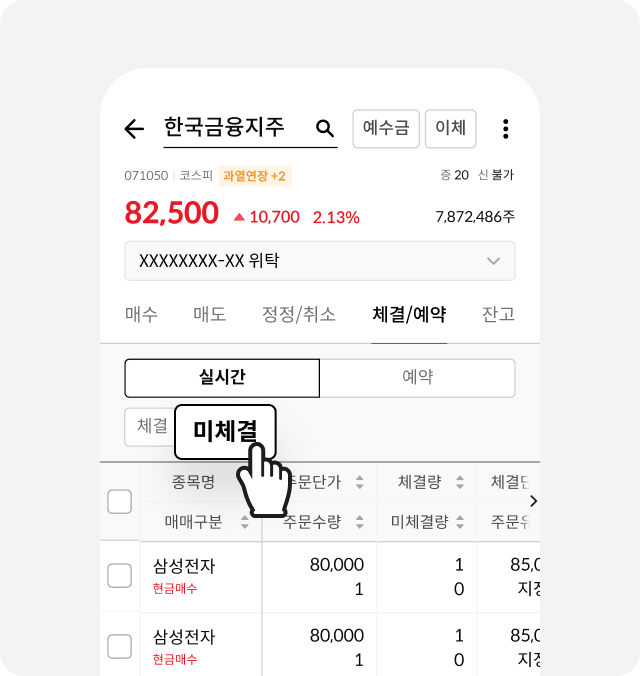 한국금융지주 예수금 이체
071050 코스피 과열연장 +2 증 20 신 불가
82,500 10,700 2.13% 7,872,486주
XXXXXXXX-XX 위탁
매수 매도 정정/취소 체결/예약 잔고
실시간 예약
체결 미체결
종목명 주문단가 체결량 체결단
매매구분 주문수량 미체결량 주문유
삼성전자 80,000 1 85,0
현금매수 1 0 지정
삼성전자 80,000 1 85,0
현금매수 1 0 지정